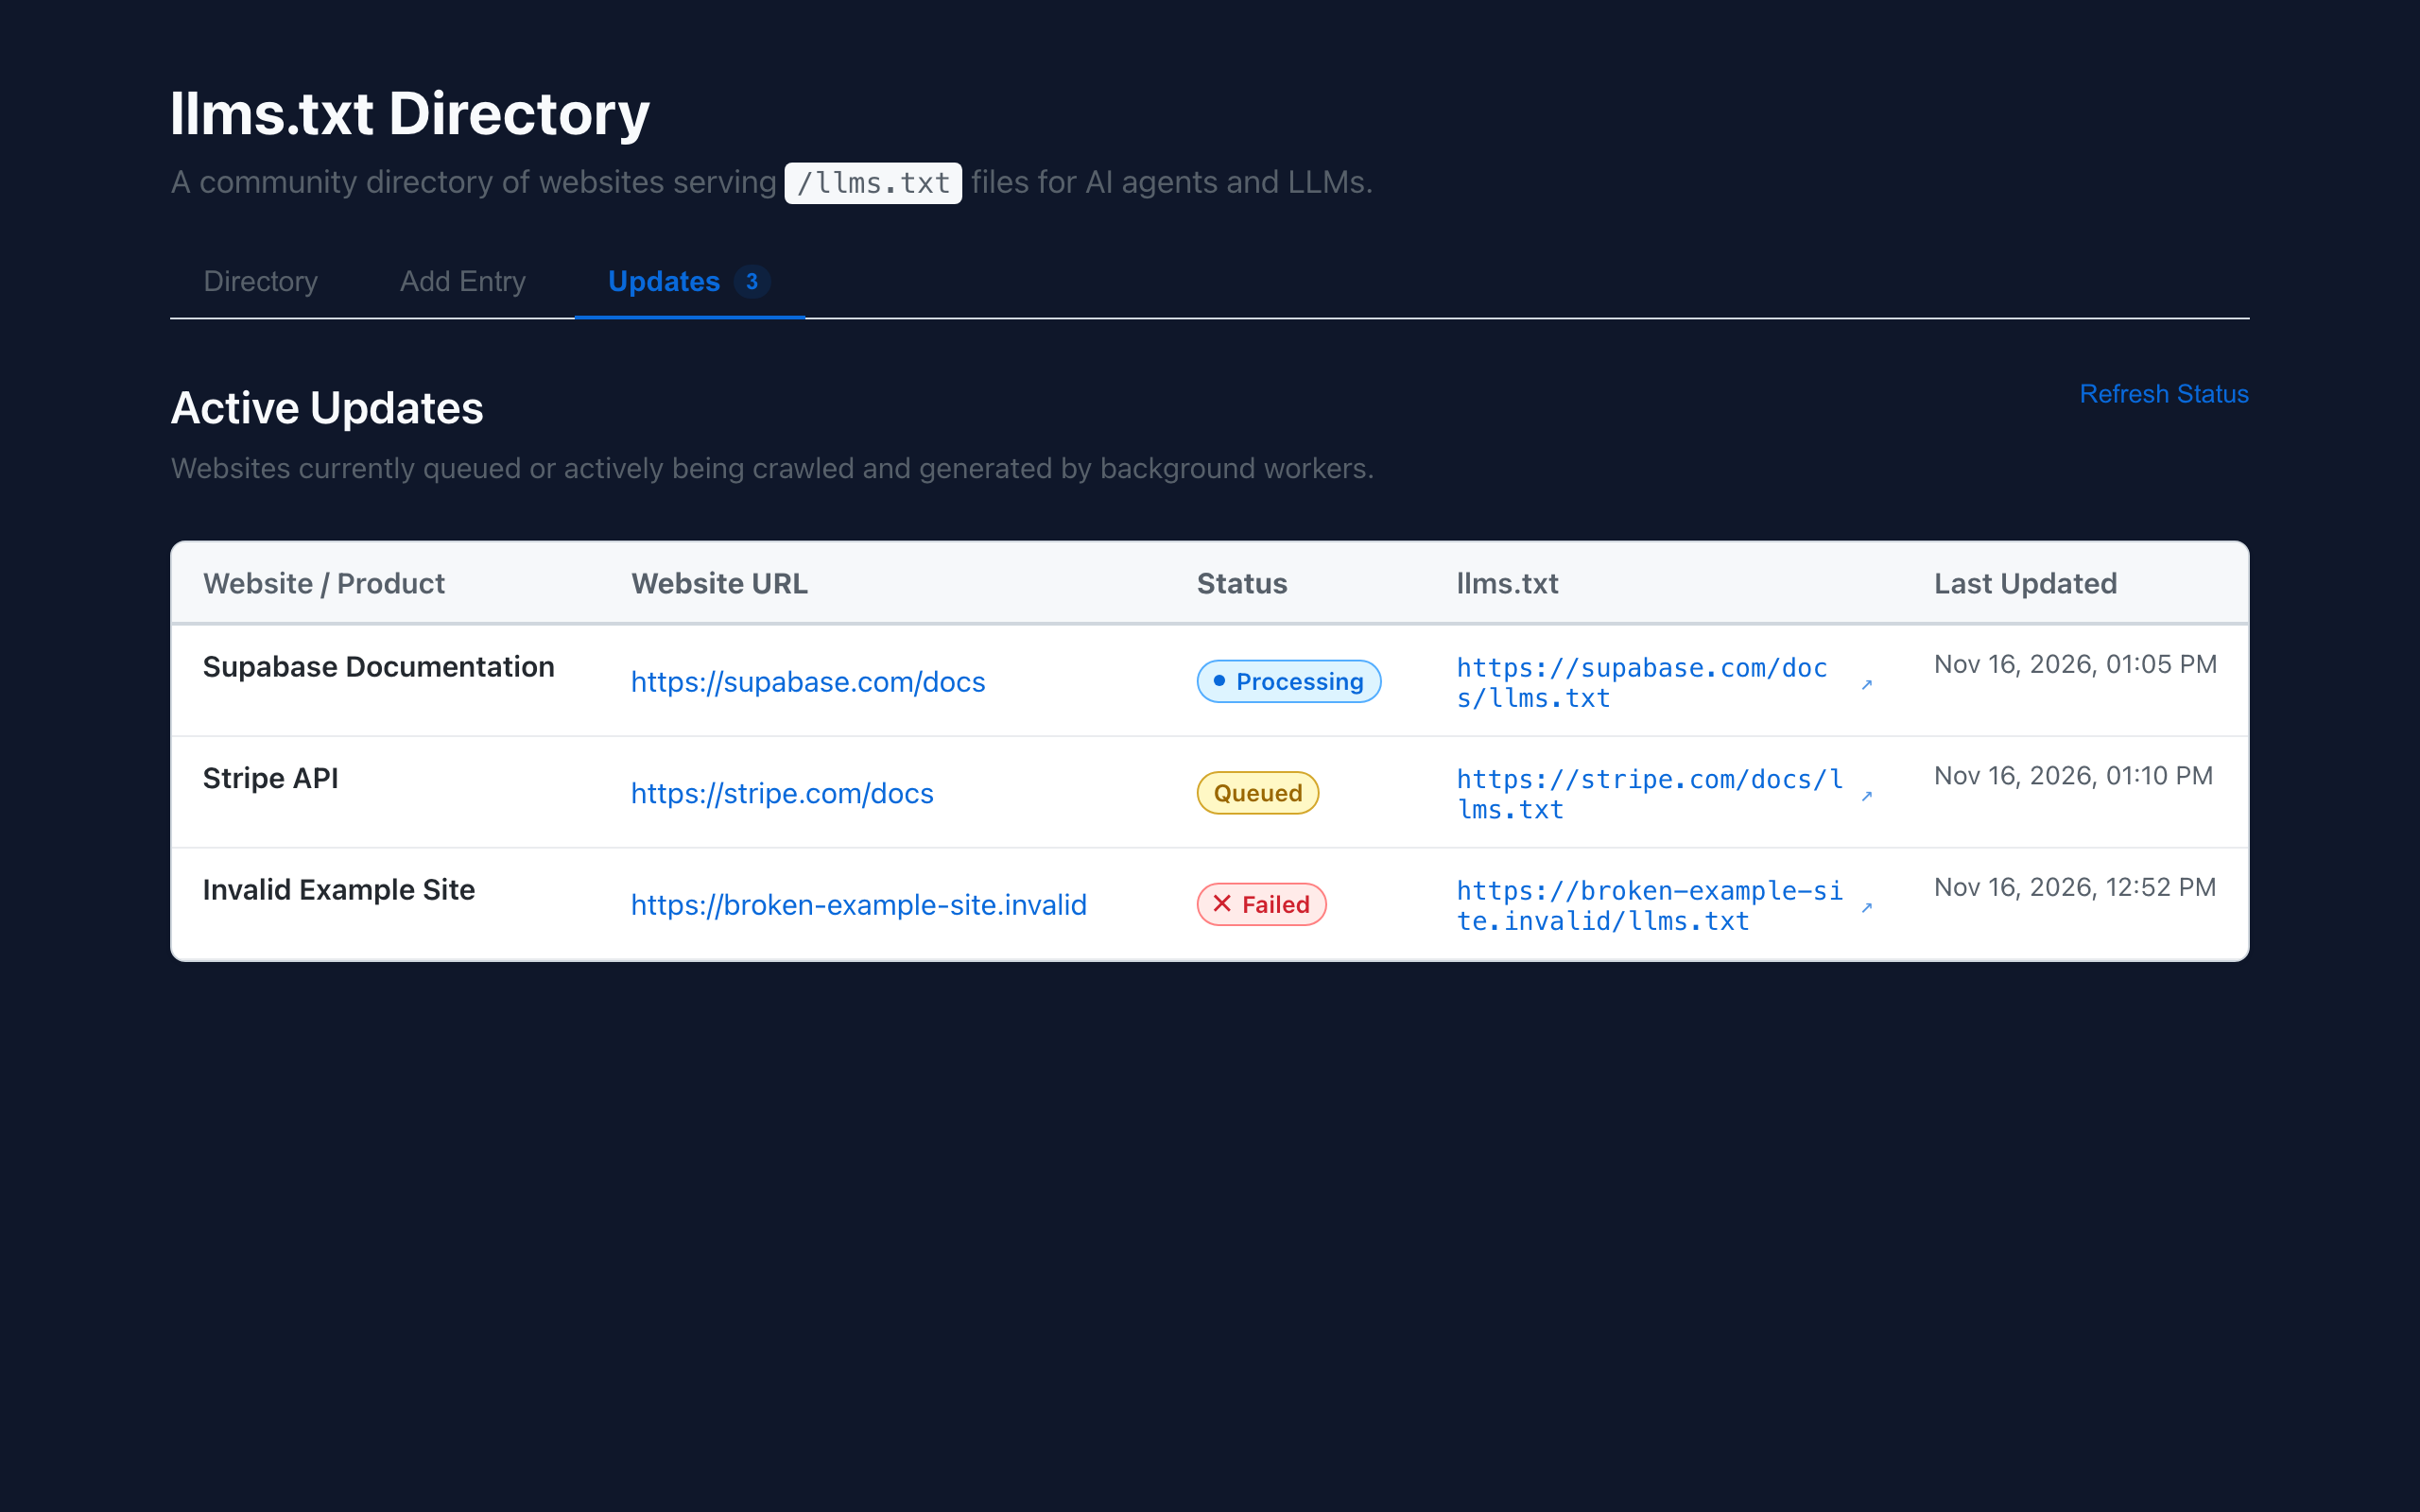 llms.txt Directory
A community directory of websites serving /llms.txt files for AI agents and LLMs.
Directory Add Entry Updates 3
Active Updates
Refresh Status
Websites currently queued or actively being crawled and generated by background workers.
Website / Product Website URL Status llms.txt Last Updated
Supabase Documentation https://supabase.com/docs Processing https://supabase.com/doc Nov 16, 2026, 01:05 PM
s/llms.txt ↗
Stripe API https://stripe.com/docs Queued https://stripe.com/docs/l Nov 16, 2026, 01:10 PM
lms.txt ↗
Invalid Example Site https://broken-example-site.invalid ✕ Failed https://broken-example-si Nov 16, 2026, 12:52 PM
te.invalid/llms.txt ↗